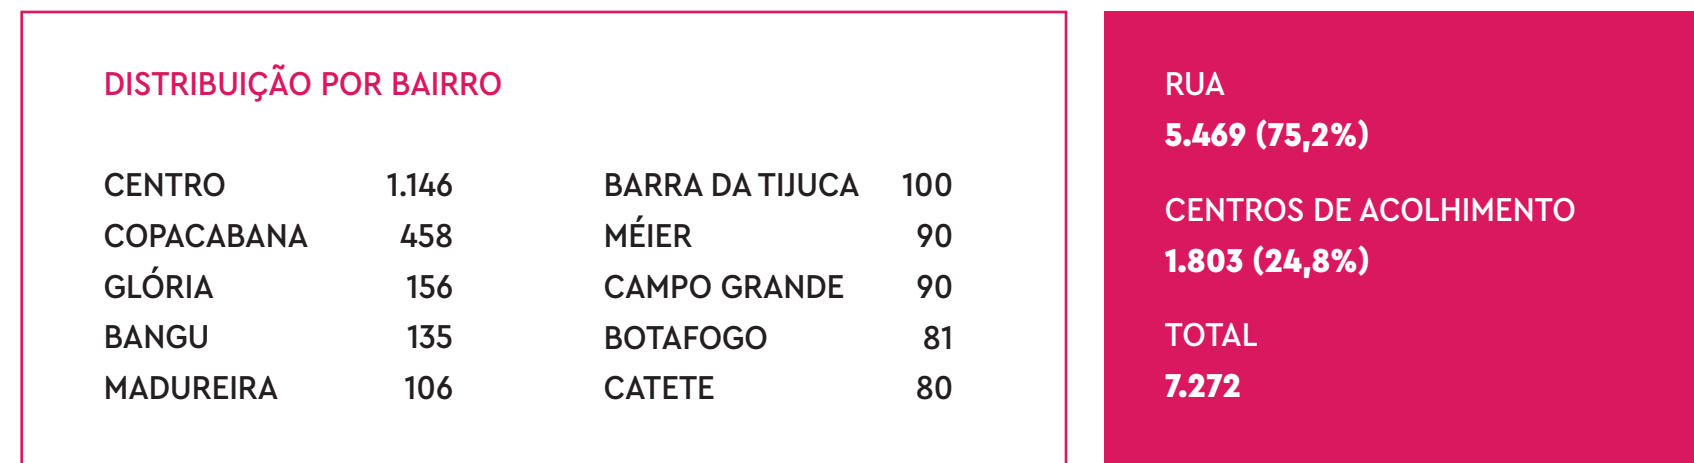 DISTRIBUIÇÃO POR BAIRRO
CENTRO 1.146
COPACABANA 458
GLÓRIA 156
BANGU 135
MADUREIRA 106
BARRA DA TIJUCA 100
MÉIER 90
CAMPO GRANDE 90
BOTAFOGO 81
CATETE 80
RUA
5.469 (75,2%)
CENTROS DE ACOLHIMENTO
1.803 (24,8%)
TOTAL
7.272